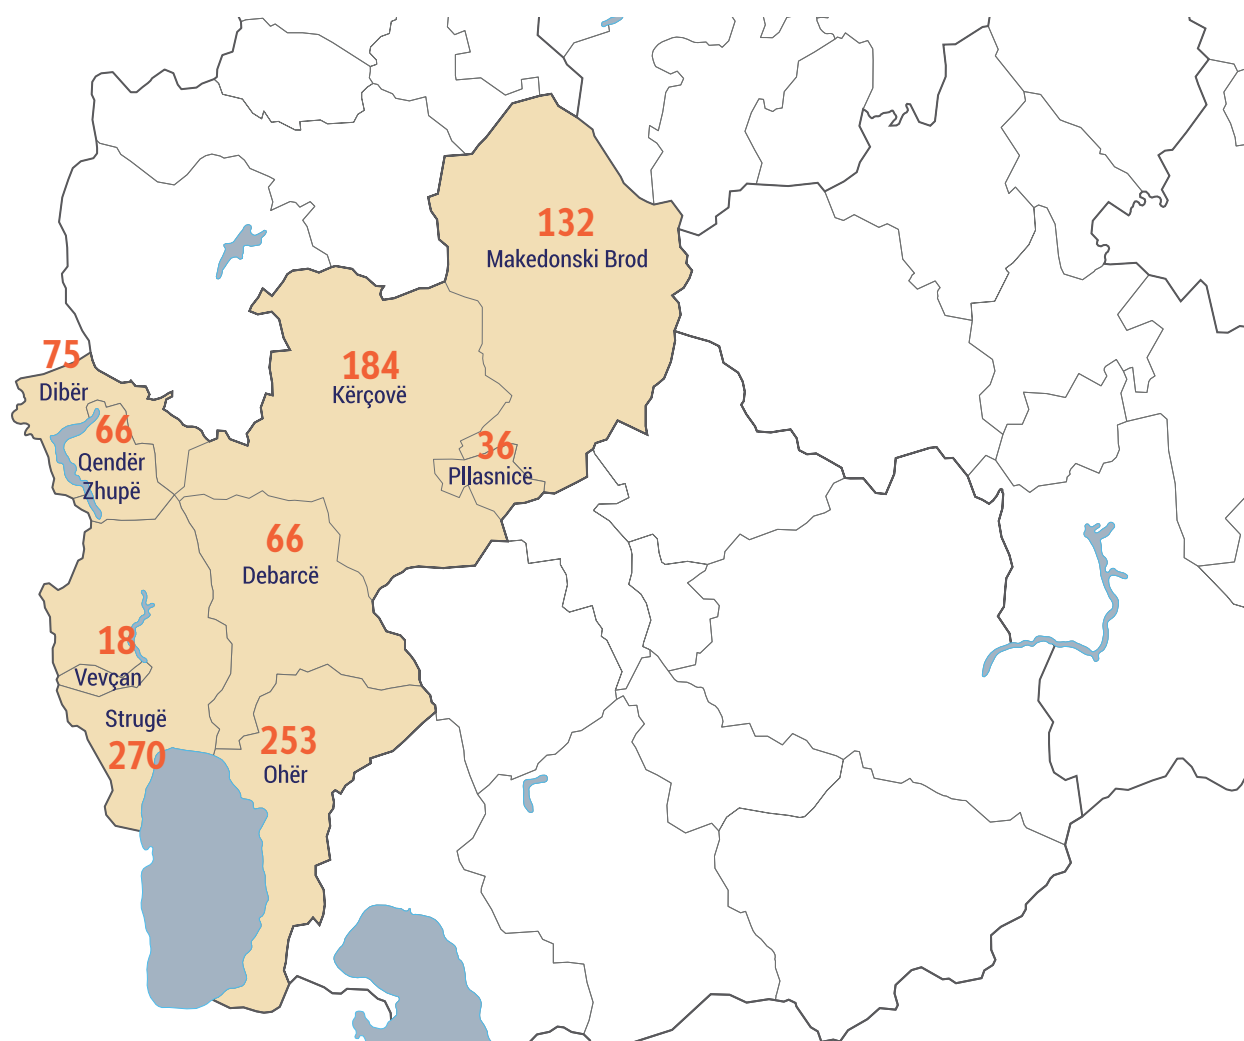 132
Makedonski Brod
75
Dibër
184
Kërçovë
66
Qendër
Zhupë
36
Pllasnicë
66
Debarcë
18
Vevçan
Strugë
270
253
Ohër